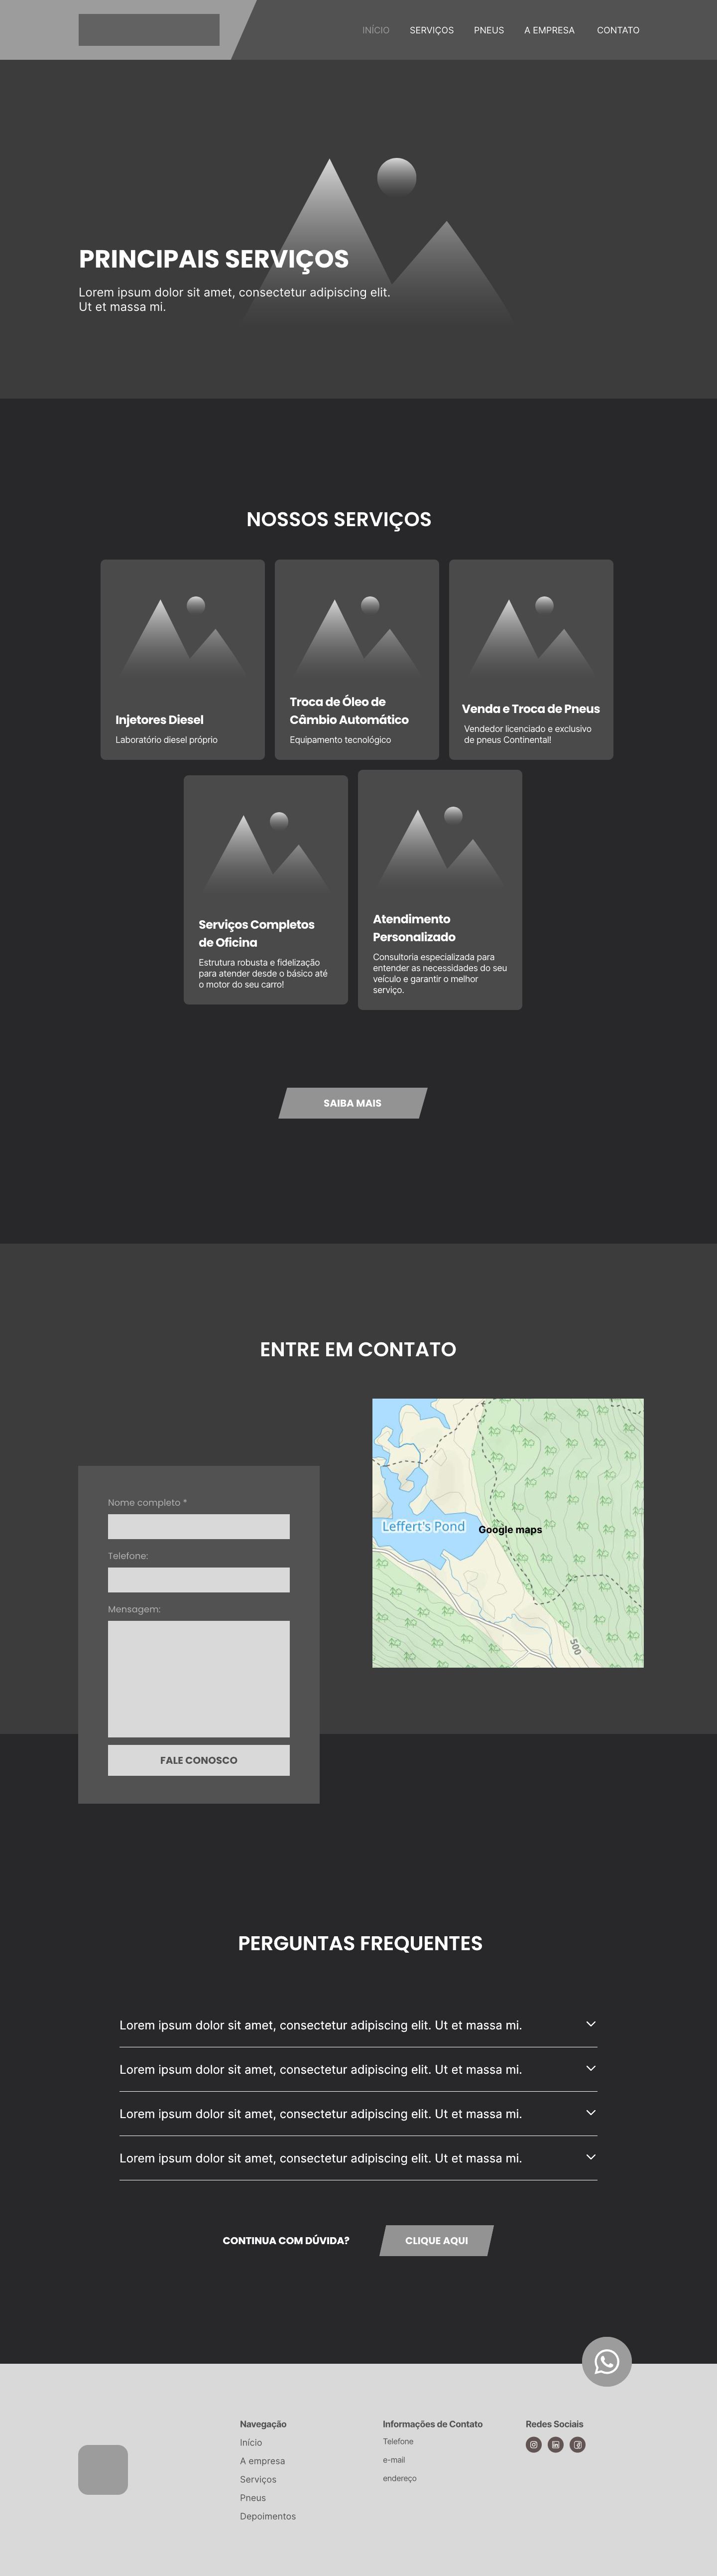 INÍCIO SERVIÇOS PNEUS A EMPRESA CONTATO
PRINCIPAIS SERVIÇOS
Lorem ipsum dolor sit amet, consectetur adipiscing elit.
Ut et massa mi.
NOSSOS SERVIÇOS
Injetores Diesel
Laboratório diesel próprio
Troca de Óleo de
Câmbio Automático
Equipamento tecnológico
Venda e Troca de Pneus
Vendedor licenciado e exclusivo
de pneus Continental!
Serviços Completos
de Oficina
Estrutura robusta e fidelização
para atender desde o básico até
o motor do seu carro!
Atendimento
Personalizado
Consultoria especializada para
entender as necessidades do seu
veículo e garantir o melhor
serviço.
SAIBA MAIS
ENTRE EM CONTATO
Nome completo *
Telefone:
Mensagem:
FALE CONOSCO
Leffert's Pond
Google maps
500
PERGUNTAS FREQUENTES
Lorem ipsum dolor sit amet, consectetur adipiscing elit. Ut et massa mi.
Lorem ipsum dolor sit amet, consectetur adipiscing elit. Ut et massa mi.
Lorem ipsum dolor sit amet, consectetur adipiscing elit. Ut et massa mi.
Lorem ipsum dolor sit amet, consectetur adipiscing elit. Ut et massa mi.
CONTINUA COM DÚVIDA?
CLIQUE AQUI
Navegação
Início
A empresa
Serviços
Pneus
Depoimentos
Informações de Contato
Telefone
e-mail
endereço
Redes Sociais